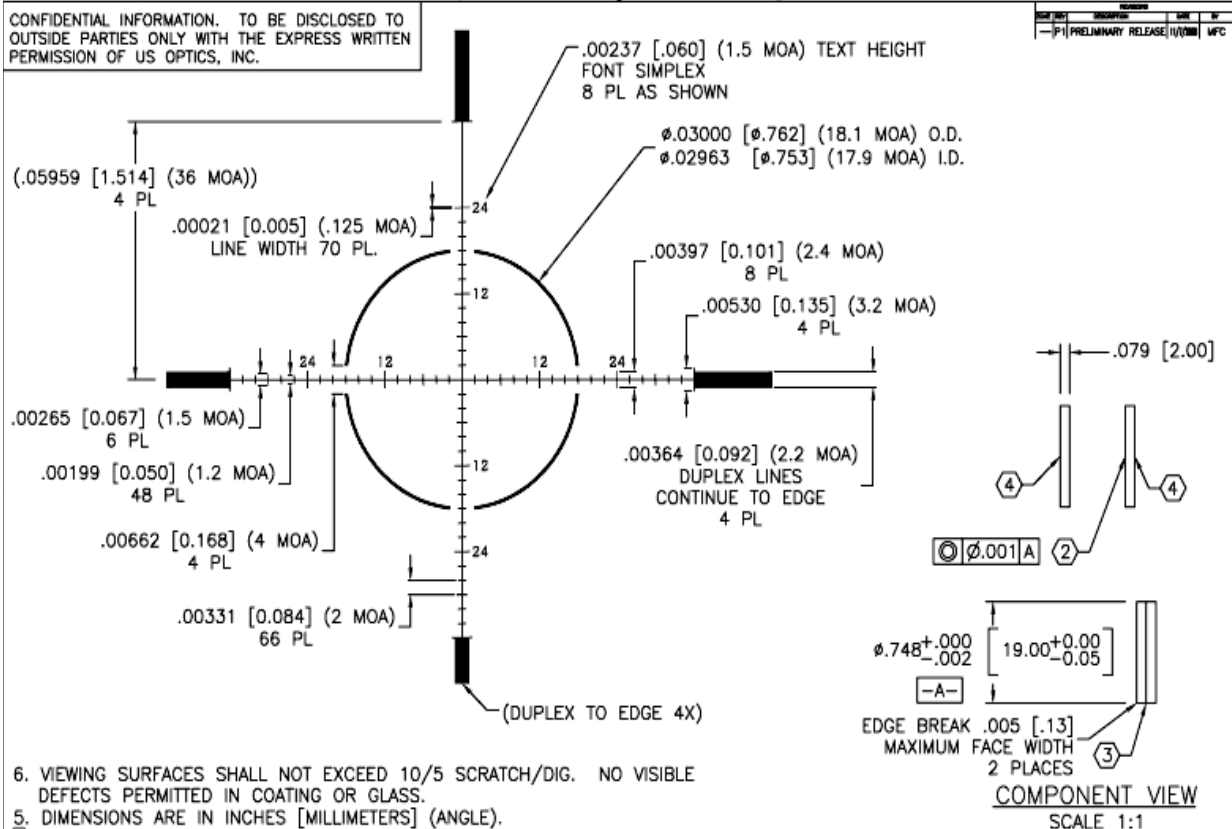 CONFIDENTIAL INFORMATION. TO BE DISCLOSED TO
OUTSIDE PARTIES ONLY WITH THE EXPRESS WRITTEN
PERMISSION OF US OPTICS, INC.
REVISIONS
ZONE REV DESCRIPTION DATE BY
— P1 PRELIMINARY RELEASE MFC
.00237 [.060] (1.5 MOA) TEXT HEIGHT
FONT SIMPLEX
8 PL AS SHOWN
ø.03000 [ø.762] (18.1 MOA) O.D.
ø.02963 [ø.753] (17.9 MOA) I.D.
(.05959 [1.514] (36 MOA))
4 PL
24
.00021 [0.005] (.125 MOA)
LINE WIDTH 70 PL.
.00397 [0.101] (2.4 MOA)
8 PL
12
.00530 [0.135] (3.2 MOA)
4 PL
24 12 12 24
.079 [2.00]
.00265 [0.067] (1.5 MOA)
6 PL
.00199 [0.050] (1.2 MOA)
48 PL
12
.00364 [0.092] (2.2 MOA)
DUPLEX LINES
CONTINUE TO EDGE
4 PL
4 4
.00662 [0.168] (4 MOA)
4 PL
24
◎ Ø.001 A 2
.00331 [0.084] (2 MOA)
66 PL
ø.748 +.000 -.002 [19.00 +0.00 -0.05]
-A-
(DUPLEX TO EDGE 4X)
EDGE BREAK .005 [.13]
MAXIMUM FACE WIDTH
2 PLACES
3
COMPONENT VIEW
SCALE 1:1
6. VIEWING SURFACES SHALL NOT EXCEED 10/5 SCRATCH/DIG. NO VISIBLE
DEFECTS PERMITTED IN COATING OR GLASS.
5. DIMENSIONS ARE IN INCHES [MILLIMETERS] (ANGLE).